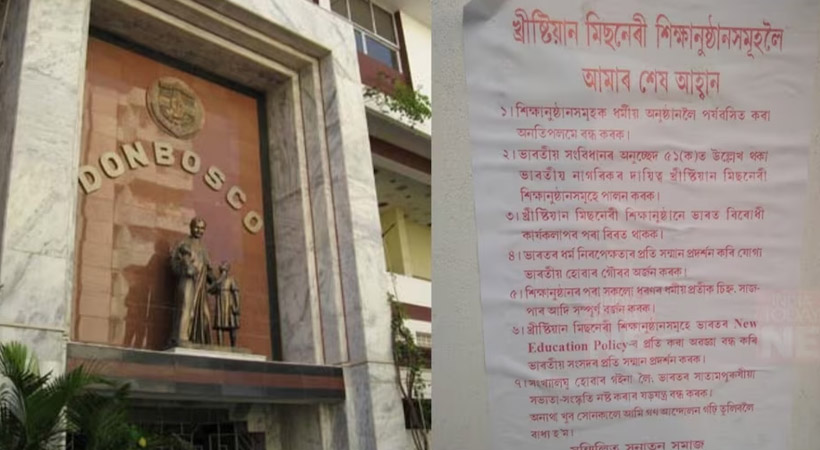 DONBOSCO
খ্ৰীষ্টিয়ান মিছনেৰী শিক্ষানুষ্ঠানসমূহলৈ
আমাৰ শেষ আহ্বান
১। শিক্ষানুষ্ঠানসমূহক ধৰ্মীয় অনুষ্ঠানলৈ পৰ্যবসিত কৰা
অনতিপলমে বন্ধ কৰক।
২। ভাৰতীয় সংবিধানৰ অনুচ্ছেদ ৫১(ক)ত উল্লেখ থকা
ভাৰতীয় নাগৰিকৰ দায়িত্ব খ্ৰীষ্টিয়ান মিছনেৰী
শিক্ষানুষ্ঠানসমূহে পালন কৰক।
৩। খ্ৰীষ্টিয়ান মিছনেৰী শিক্ষানুষ্ঠানে ভাৰত বিৰোধী
কাৰ্যকলাপৰ পৰা বিৰত থাকক।
৪। ভাৰতৰ ধৰ্ম নিৰপেক্ষতাৰ প্ৰতি সন্মান প্ৰদৰ্শন কৰি যোগ্য
ভাৰতীয় হোৱাৰ গৌৰৱ অৰ্জন কৰক।
৫। শিক্ষানুষ্ঠানৰ পৰা সকলো ধৰণৰ ধৰ্মীয় প্ৰতীক চিহ্ন, সাজ-
পাৰ আদি সম্পূৰ্ণ বৰ্জন কৰক।
৬। খ্ৰীষ্টিয়ান মিছনেৰী শিক্ষানুষ্ঠানসমূহে ভাৰতৰ New
Education Policy-ৰ প্ৰতি কৰা অৱজ্ঞা বন্ধ কৰি
ভাৰতীয় সংসদৰ প্ৰতি সন্মান প্ৰদৰ্শন কৰক।
৭। সংখ্যালঘু হোৱাৰ গইনা লৈ, ভাৰতৰ সাতামপুৰুষীয়া
সভ্যতা-সংস্কৃতি নষ্ট কৰাৰ ষড়যন্ত্ৰ বন্ধ কৰক।
অন্যথা খুব সোনকালে আমি গণ আন্দোলন গঢ়ি তুলিবলৈ
বাধ্য হ'ম।
সন্মিলিত সনাতন সমাজ